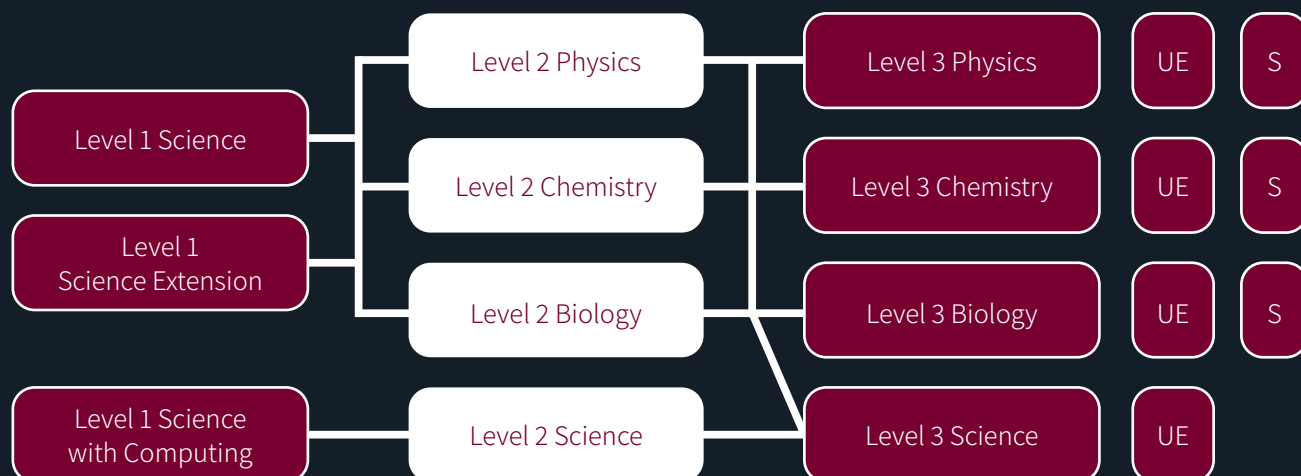 Level 2 Physics
Level 3 Physics
UE
S
Level 1 Science
Level 2 Chemistry
Level 3 Chemistry
UE
S
Level 1
Science Extension
Level 2 Biology
Level 3 Biology
UE
S
Level 1 Science
with Computing
Level 2 Science
Level 3 Science
UE